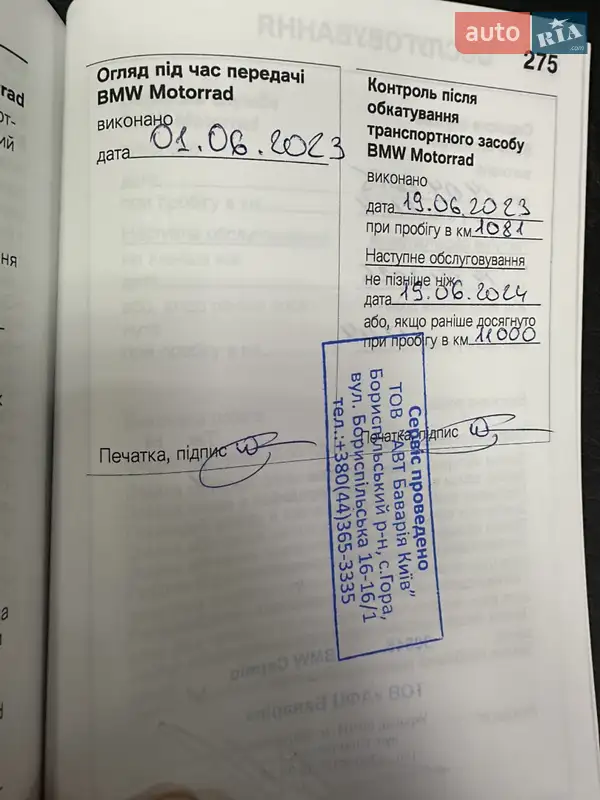 auto RIA .com
275
Огляд під час передачі
BMW Motorrad
виконано
дата 01.06.2023
Печатка, підпис
Контроль після
обкатування
транспортного засобу
BMW Motorrad
виконано
дата 19.06.2023
при пробігу в км 1081
Наступне обслуговування
не пізніше ніж
дата 19.06.2024
або, якщо раніше досягнуто
при пробігу в км 11000
Печатка, підпис
Сервіс проведено
ТОВ "АВТ Баварія Київ"
Бориспільський р-н, с.Гора,
вул. Бориспільська 16-16/1
тел.:+380(44)365-3335